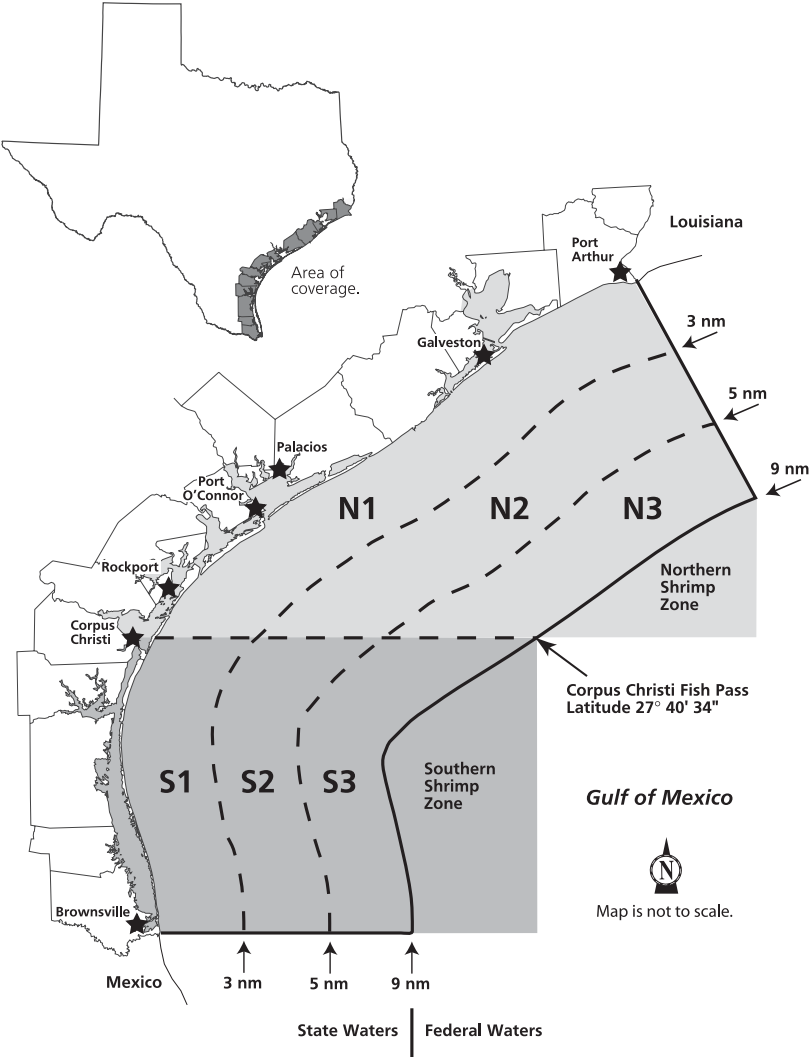 Area of
coverage.
Louisiana
Port
Arthur
3 nm
Galveston
5 nm
Palacios
9 nm
Port
O'Connor
N1
N2
N3
Rockport
Northern
Shrimp
Zone
Corpus
Christi
Corpus Christi Fish Pass
Latitude 27° 40' 34"
S1
S2
S3
Southern
Shrimp
Zone
Gulf of Mexico
N
Map is not to scale.
Brownsville
Mexico
3 nm
5 nm
9 nm
State Waters
Federal Waters